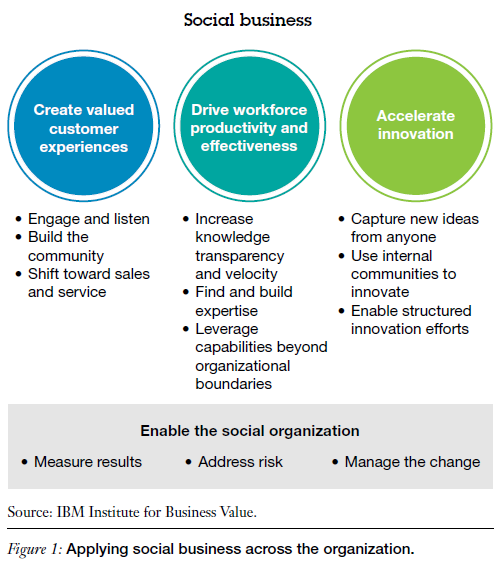 Social business
Create valued
customer
experiences
Drive workforce
productivity and
effectiveness
Accelerate
innovation
• Engage and listen
• Build the
community
• Shift toward sales
and service
• Increase
knowledge
transparency
and velocity
• Find and build
expertise
• Leverage
capabilities beyond
organizational
boundaries
• Capture new ideas
from anyone
• Use internal
communities to
innovate
• Enable structured
innovation efforts
Enable the social organization
• Measure results • Address risk • Manage the change
Source: IBM Institute for Business Value.
Figure 1: Applying social business across the organization.